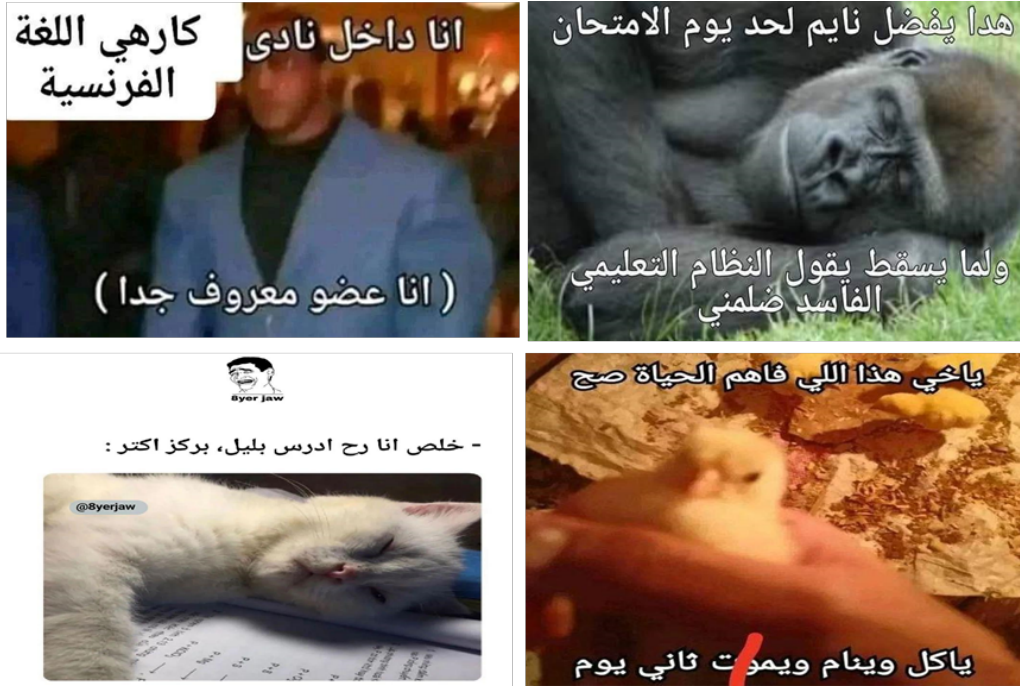 انا داخل نادى
كارهي اللغة
الفرنسية
( انا عضو معروف جدا )
هدا يفضل نايم لحد يوم الامتحان
ولما يسقط يقول النظام التعليمي
الفاسد ضلمني
8yer jaw
- خلص انا رح ادرس بليل، بركز اكتر :
@8yerjaw
ياخي هذا اللي فاهم الحياة صح
ياكل وينام ويموت ثاني يوم